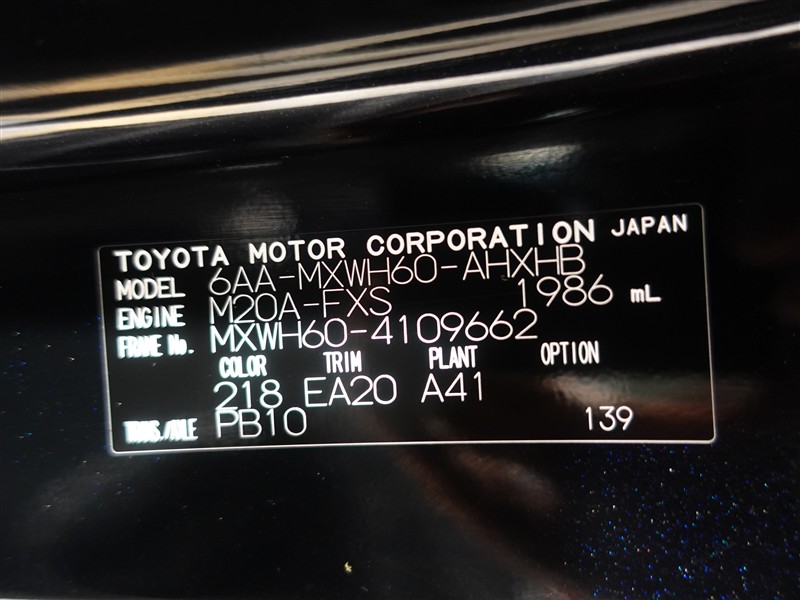 TOYOTA MOTOR CORPORATION JAPAN
MODEL 6AA-MXWH60-AHXHB
ENGINE M20A-FXS 1986 mL
FRAME No. MXWH60-4109662
COLOR TRIM PLANT OPTION
218 EA20 A41
TRANS./AXLE PB10 139